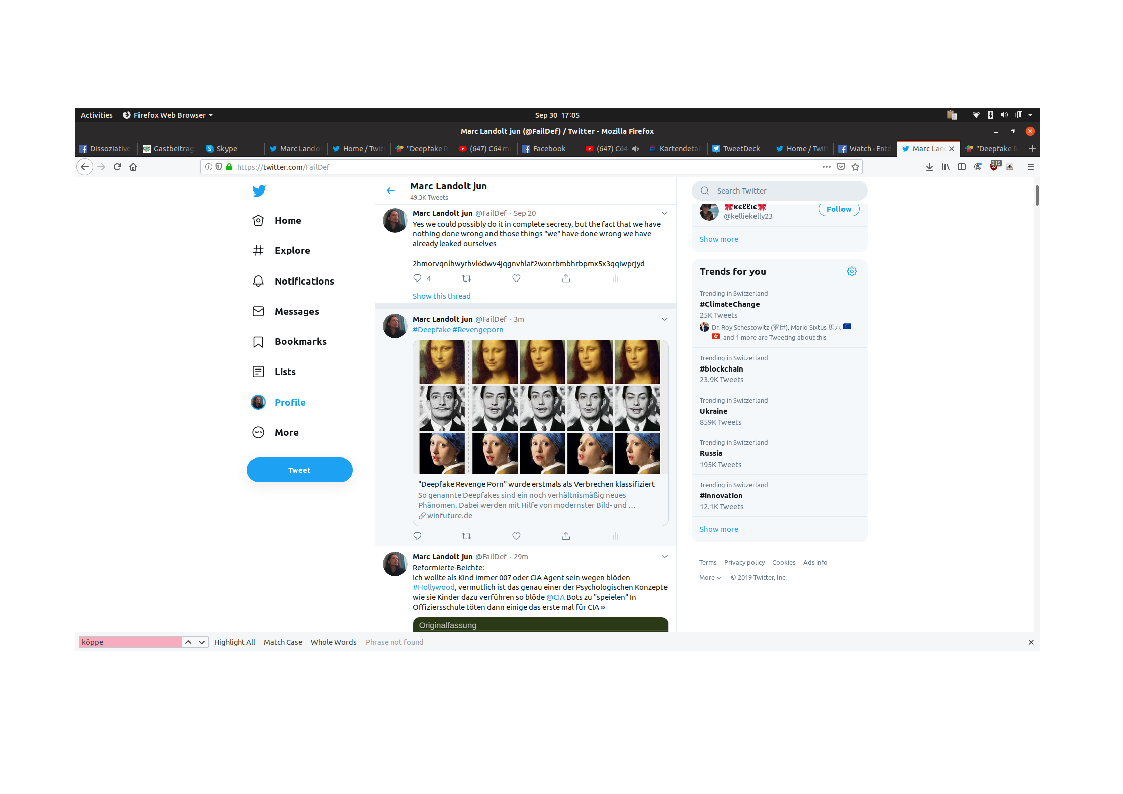 Activities Firefox Web Browser Sep 30 17:05
Marc Landolt jun (@FailDef) / Twitter - Mozilla Firefox
Dissoziative Gastbeitrag Skype Marc Lando Home / Twit "Deepfake R (647) C64 m Facebook (647) C64 Kartendetai TweetDeck Home / Twit Watch - Ent Marc Lan "Deepfake R
https://twitter.com/FailDef
Home
Explore
Notifications
Messages
Bookmarks
Lists
Profile
More
Tweet
Marc Landolt jun
49.3K Tweets
Marc Landolt jun @FailDef · Sep 20
Yes we could possibly do it in complete secrecy, but the fact that we have
nothing done wrong and those things "we" have done wrong we have
already leaked ourselves
4
Show this thread
Marc Landolt jun @FailDef · 3m
#Deepfake #Revengeporn
"Deepfake Revenge Porn" wurde erstmals als Verbrechen klassifiziert
So genannte Deepfakes sind ein noch verhältnismäßig neues
Phänomen. Dabei werden mit Hilfe von modernster Bild- und ...
winfuture.de
Marc Landolt jun @FailDef · 29m
Reformierte-Beichte:
Ich wollte als Kind immer 007 oder CIA Agent sein wegen blöden
#Hollywood, vermutlich ist das genau einer der Psychologischen Konzepte
wie sie Kinder dazu verführen so blöde @CIA Bots zu "speielen" in
Offiziersschule töten dann einige das erste mal für CIA »
Originalfassung
Search Twitter
@kelliekelly23
Follow
Show more
Trends for you
Trending in Switzerland
#ClimateChange
25K Tweets
Dr. Roy Schestowitz (罗伊), Mario Sixtus
and 1 more are Tweeting about this
Trending in Switzerland
#blockchain
23.9K Tweets
Trending in Switzerland
Ukraine
859K Tweets
Trending in Switzerland
Russia
195K Tweets
Trending in Switzerland
#innovation
12.1K Tweets
Show more
Terms Privacy policy Cookies Ads info
More © 2019 Twitter, Inc.
köppe Highlight All Match Case Whole Words Phrase not found